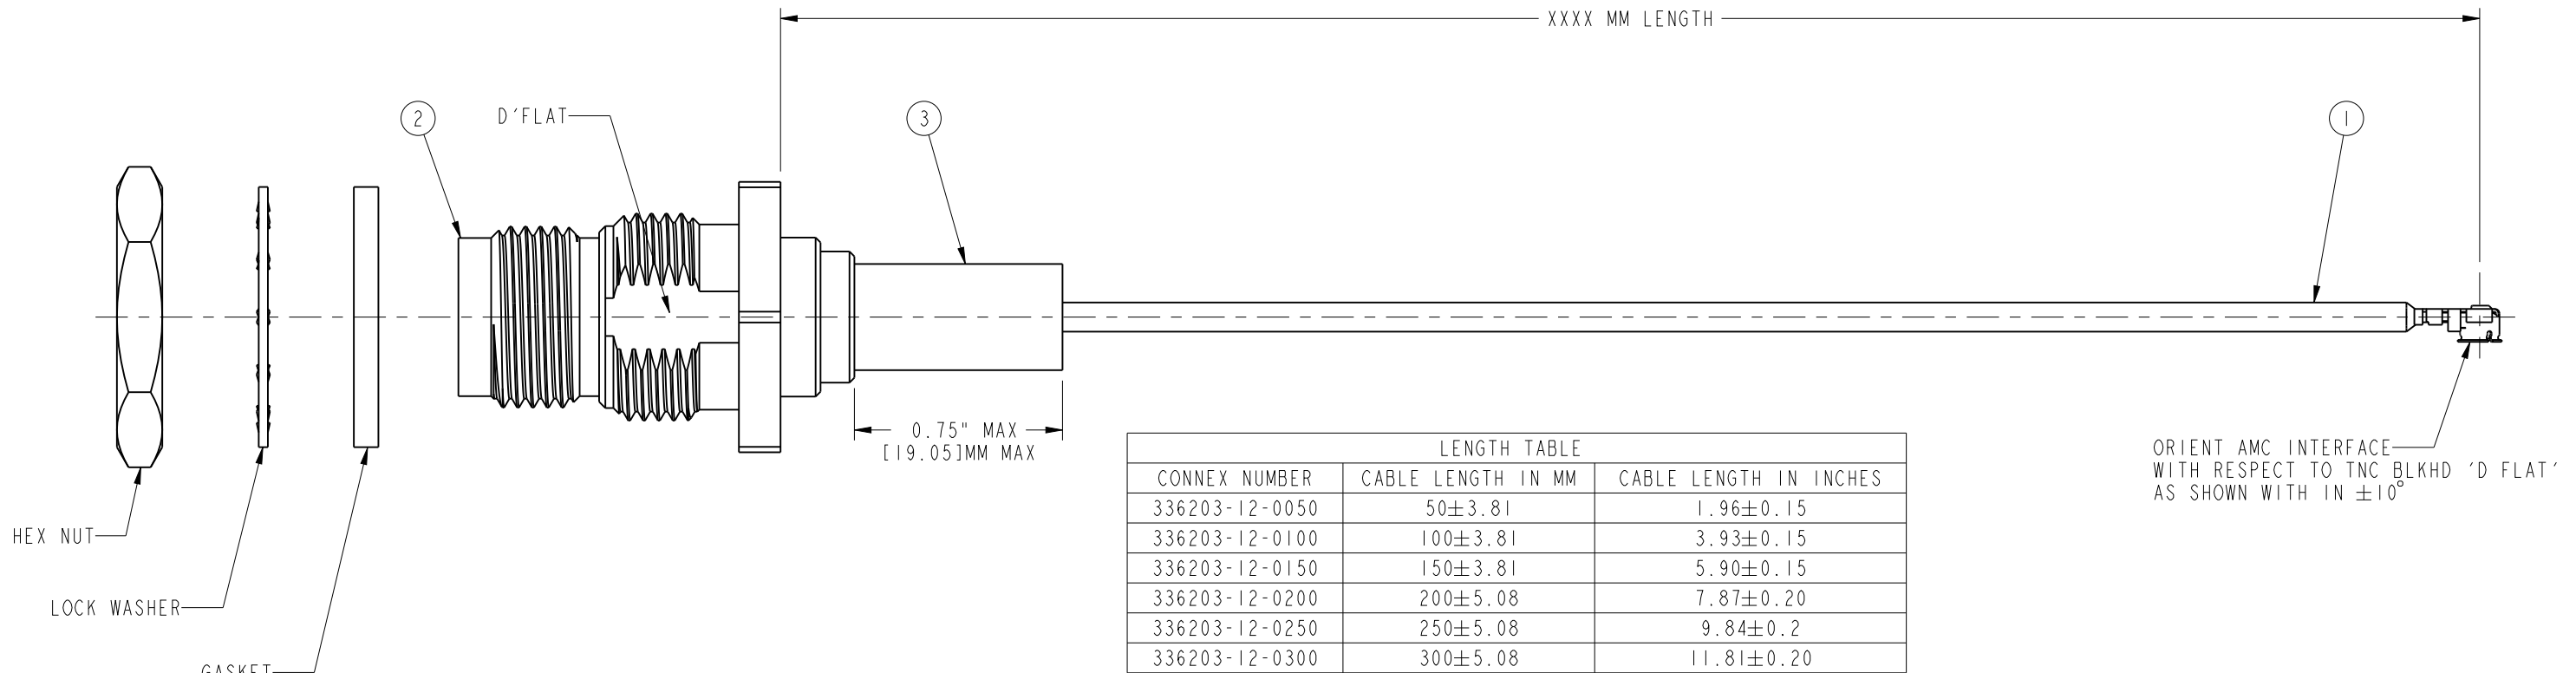 XXXX MM LENGTH
2
D'FLAT
3
1
0.75" MAX
[19.05]MM MAX
HEX NUT
LOCK WASHER
GASKET
LENGTH TABLE
CONNEX NUMBER CABLE LENGTH IN MM CABLE LENGTH IN INCHES
336203-12-0050 50±3.81 1.96±0.15
336203-12-0100 100±3.81 3.93±0.15
336203-12-0150 150±3.81 5.90±0.15
336203-12-0200 200±5.08 7.87±0.20
336203-12-0250 250±5.08 9.84±0.2
336203-12-0300 300±5.08 11.81±0.20
ORIENT AMC INTERFACE
WITH RESPECT TO TNC BLKHD 'D FLAT'
AS SHOWN WITH IN ±10°